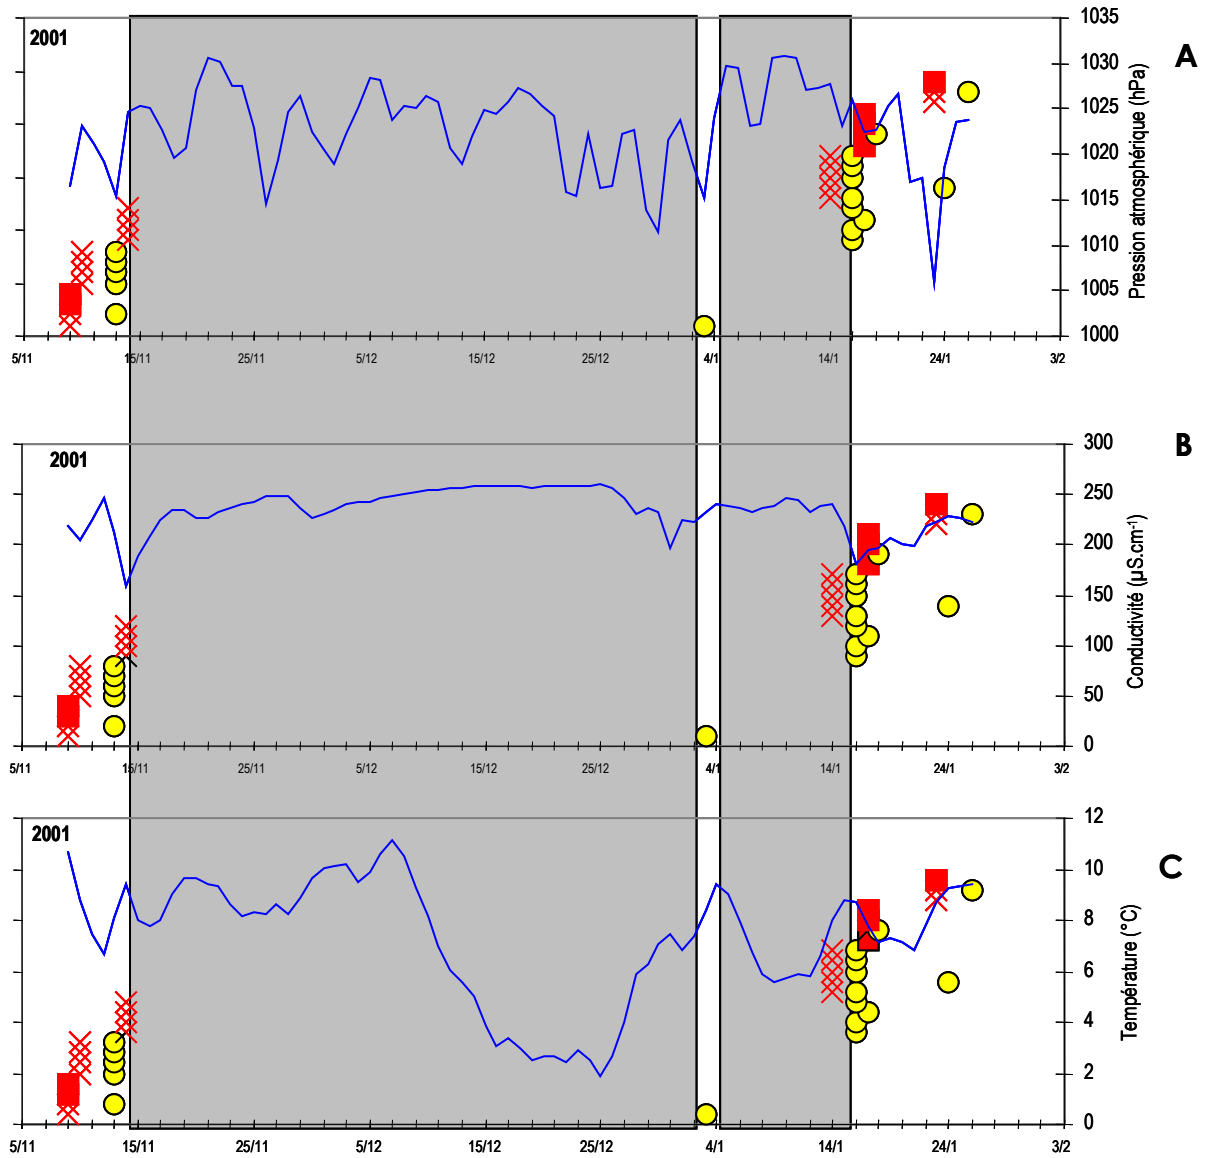 2001
A
1035
1030
1025
1020
1015
1010
1005
1000
Pression atmosphérique (hPa)
5/11 15/11 25/11 5/12 15/12 25/12 4/1 14/1 24/1 3/2
2001
B
300
250
200
150
100
50
0
Conductivité (µS.cm-1)
5/11 15/11 25/11 5/12 15/12 25/12 4/1 14/1 24/1 3/2
2001
C
12
10
8
6
4
2
0
Température (°C)
5/11 15/11 25/11 5/12 15/12 25/12 4/1 14/1 24/1 3/2